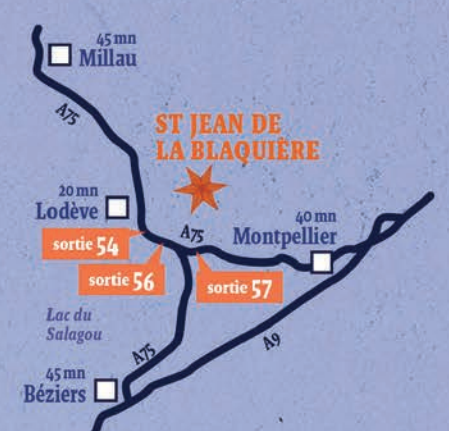 45 mn
Millau
A75
ST JEAN DE
LA BLAQUIÈRE
20 mn
Lodève
A75
40 mn
Montpellier
sortie 54
sortie 56
sortie 57
Lac du
Salagou
A75
A9
45 mn
Béziers